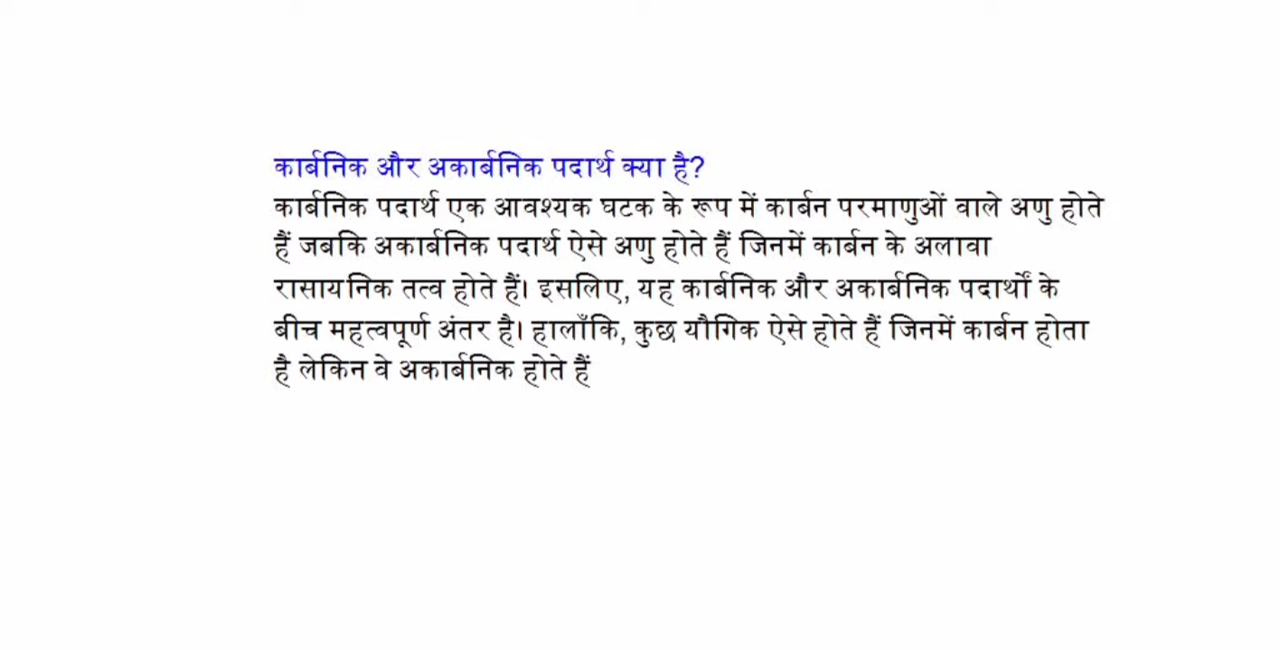 कार्बनिक और अकार्बनिक पदार्थ क्या है?
कार्बनिक पदार्थ एक आवश्यक घटक के रूप में कार्बन परमाणुओं वाले अणु होते
हैं जबकि अकार्बनिक पदार्थ ऐसे अणु होते हैं जिनमें कार्बन के अलावा
रासायनिक तत्व होते हैं। इसलिए, यह कार्बनिक और अकार्बनिक पदार्थों के
बीच महत्वपूर्ण अंतर है। हालाँकि, कुछ यौगिक ऐसे होते हैं जिनमें कार्बन होता
है लेकिन वे अकार्बनिक होते हैं